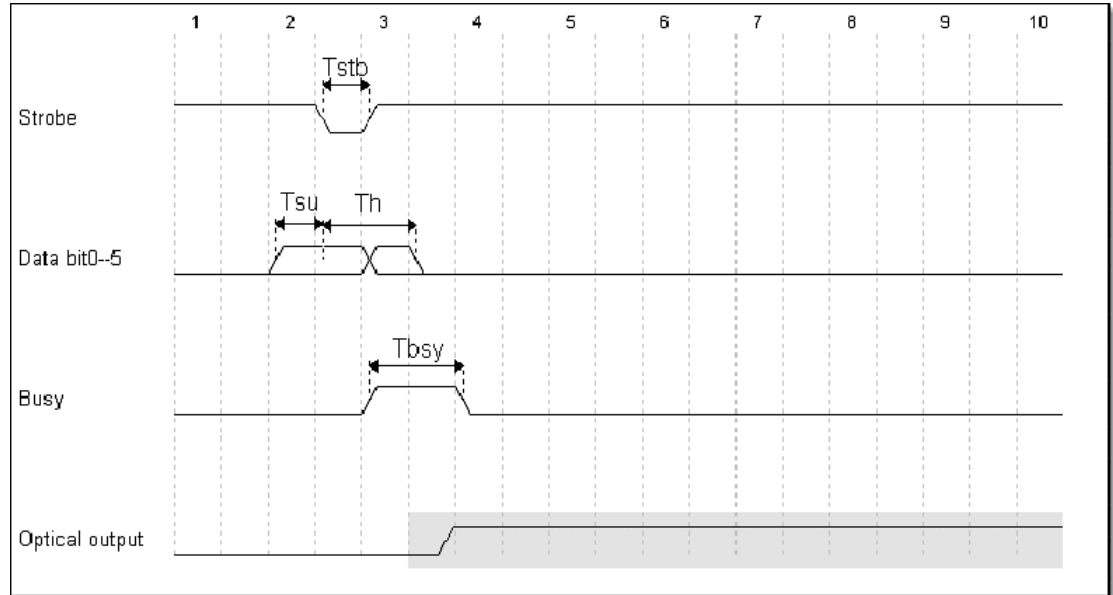 1 2 3 4 5 6 7 8 9 10
Tstb
Strobe
Tsu Th
Data bit0--5
Tbsy
Busy
Optical output